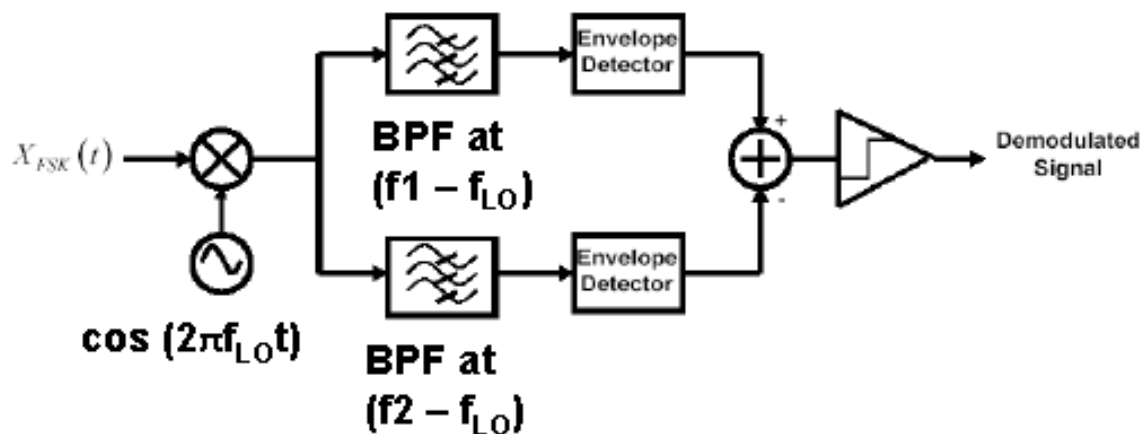 Envelope
Detector
BPF at
(f1 – f_LO)
X_FSK(t)
+
-
Demodulated
Signal
cos (2πf_LOt)
Envelope
Detector
BPF at
(f2 – f_LO)